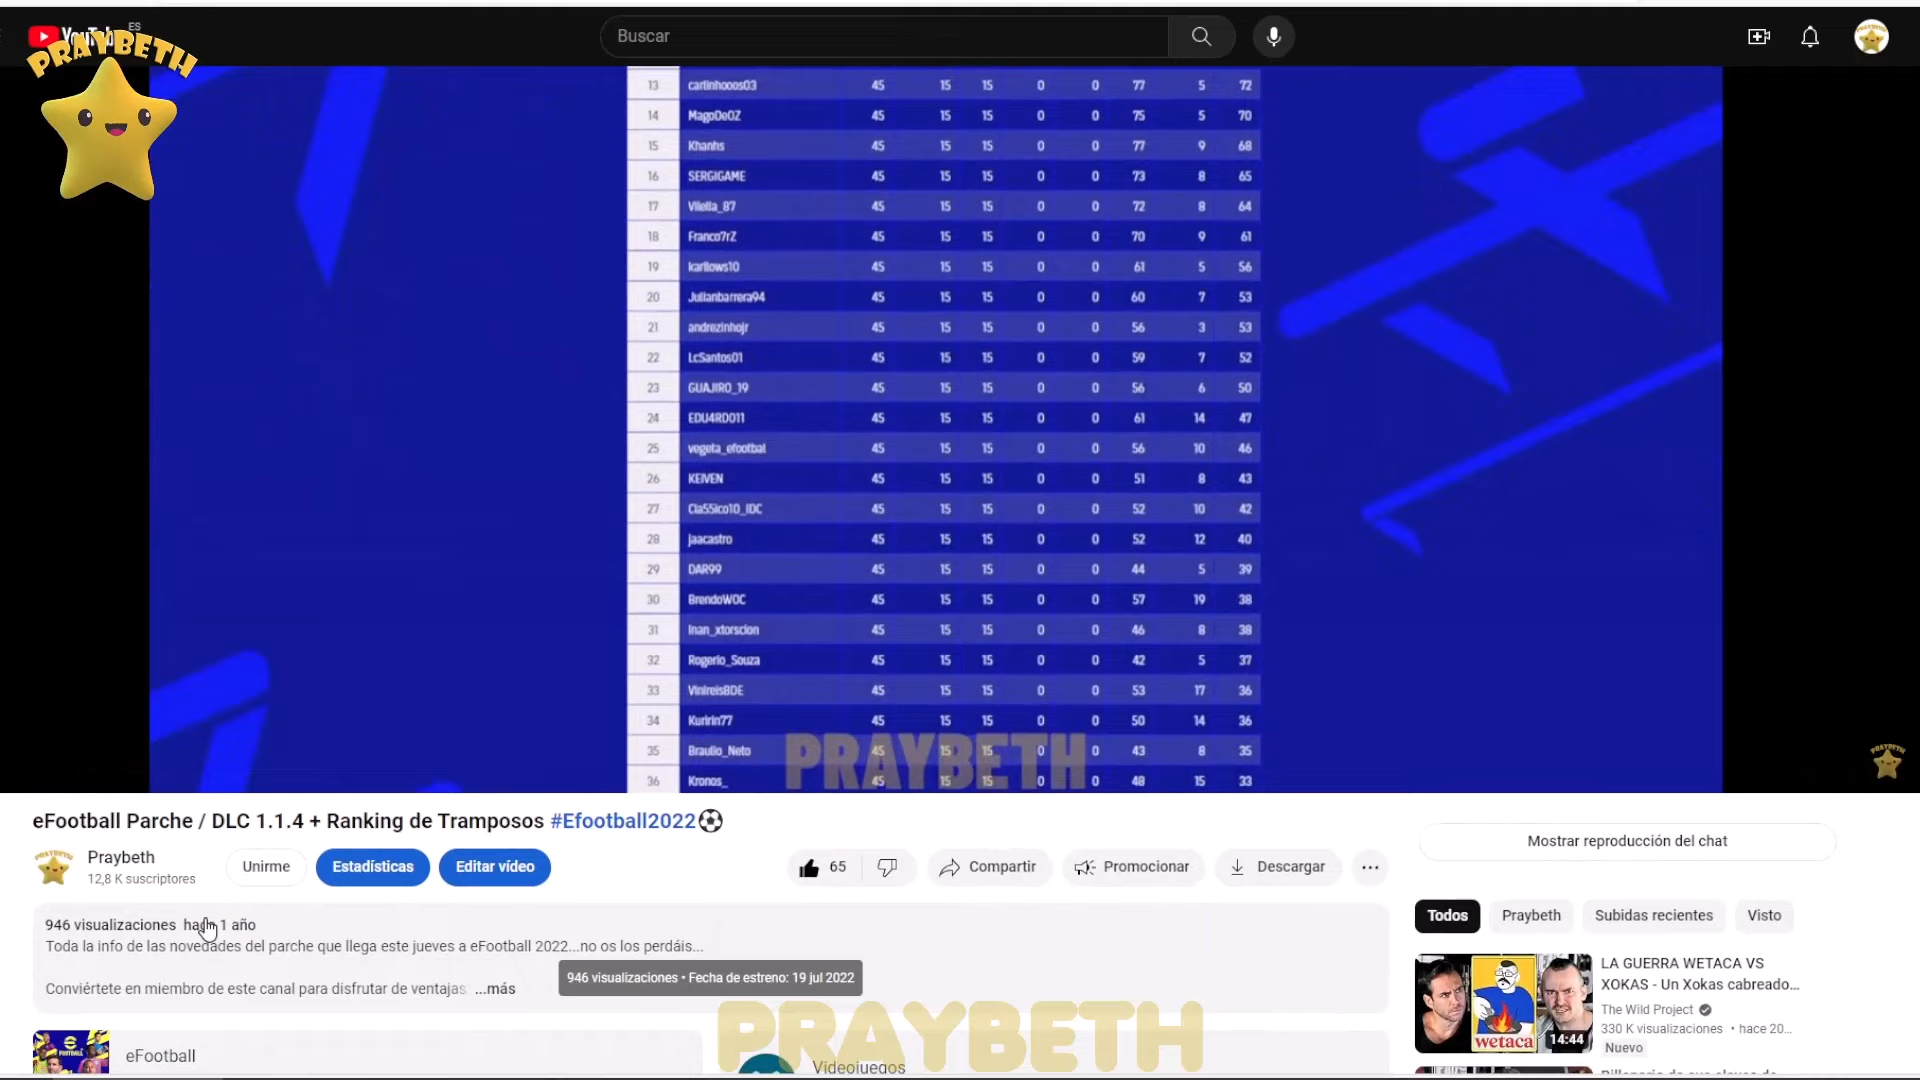 ES
YouTube
PRAYBETH
Buscar
13 carlinhooos03 45 15 15 0 0 77 5 72
14 MagoDeOZ 45 15 15 0 0 75 5 70
15 Khanhs 45 15 15 0 0 77 9 68
16 SERGIGAME 45 15 15 0 0 73 8 65
17 Vilella_87 45 15 15 0 0 72 8 64
18 Franco7rZ 45 15 15 0 0 70 9 61
19 karllows10 45 15 15 0 0 61 5 56
20 Julianbarrera94 45 15 15 0 0 60 7 53
21 andrezinhojr 45 15 15 0 0 56 3 53
22 LcSantos01 45 15 15 0 0 59 7 52
23 GUAJIRO_19 45 15 15 0 0 56 6 50
24 EDU4RDO11 45 15 15 0 0 61 14 47
25 vegeta_efootbal 45 15 15 0 0 56 10 46
26 KEIVEN 45 15 15 0 0 51 8 43
27 Cla55ico10_IDC 45 15 15 0 0 52 10 42
28 jaacastro 45 15 15 0 0 52 12 40
29 DAR99 45 15 15 0 0 44 5 39
30 BrendoWOC 45 15 15 0 0 57 19 38
31 Inan_xtorscion 45 15 15 0 0 46 8 38
32 Rogerio_Souza 45 15 15 0 0 42 5 37
33 VinireisBDE 45 15 15 0 0 53 17 36
34 Kuririn77 45 15 15 0 0 50 14 36
35 Braulio_Neto 45 15 15 0 0 43 8 35
36 Kronos_ 45 15 15 0 0 48 15 33
PRAYBETH
PRAYBETH
eFootball Parche / DLC 1.1.4 + Ranking de Tramposos #Efootball2022⚽
Praybeth
12,8 K suscriptores
Unirme
Estadísticas
Editar vídeo
65
Compartir
Promocionar
Descargar
...
946 visualizaciones hace 1 año
Toda la info de las novedades del parche que llega este jueves a eFootball 2022...no os los perdáis...
946 visualizaciones • Fecha de estreno: 19 jul 2022
Conviértete en miembro de este canal para disfrutar de ventajas ...más
PRAYBETH
eFootball
Videojuegos
Mostrar reproducción del chat
Todos
Praybeth
Subidas recientes
Visto
wetaca
14:44
LA GUERRA WETACA VS
XOKAS - Un Xokas cabreado...
The Wild Project
330 K visualizaciones • hace 20...
Nuevo